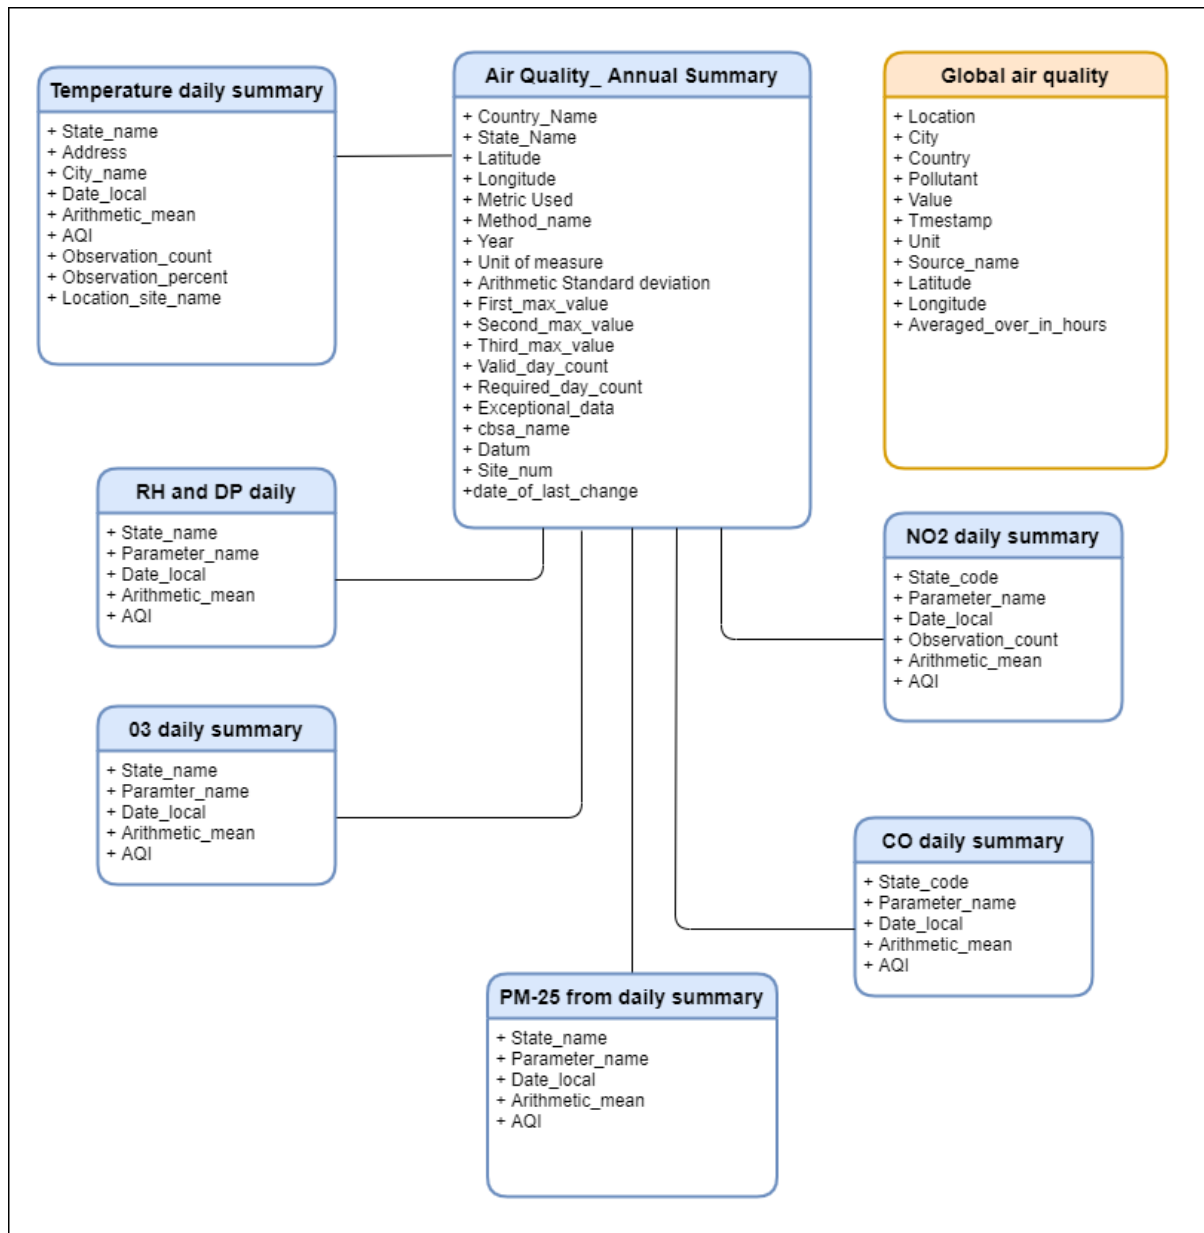 Temperature daily summary
+ State_name
+ Address
+ City_name
+ Date_local
+ Arithmetic_mean
+ AQI
+ Observation_count
+ Observation_percent
+ Location_site_name
Air Quality_ Annual Summary
+ Country_Name
+ State_Name
+ Latitude
+ Longitude
+ Metric Used
+ Method_name
+ Year
+ Unit of measure
+ Arithmetic Standard deviation
+ First_max_value
+ Second_max_value
+ Third_max_value
+ Valid_day_count
+ Required_day_count
+ Exceptional_data
+ cbsa_name
+ Datum
+ Site_num
+date_of_last_change
Global air quality
+ Location
+ City
+ Country
+ Pollutant
+ Value
+ Tmestamp
+ Unit
+ Source_name
+ Latitude
+ Longitude
+ Averaged_over_in_hours
RH and DP daily
+ State_name
+ Parameter_name
+ Date_local
+ Arithmetic_mean
+ AQI
NO2 daily summary
+ State_code
+ Parameter_name
+ Date_local
+ Observation_count
+ Arithmetic_mean
+ AQI
03 daily summary
+ State_name
+ Paramter_name
+ Date_local
+ Arithmetic_mean
+ AQI
CO daily summary
+ State_code
+ Parameter_name
+ Date_local
+ Arithmetic_mean
+ AQI
PM-25 from daily summary
+ State_name
+ Parameter_name
+ Date_local
+ Arithmetic_mean
+ AQI